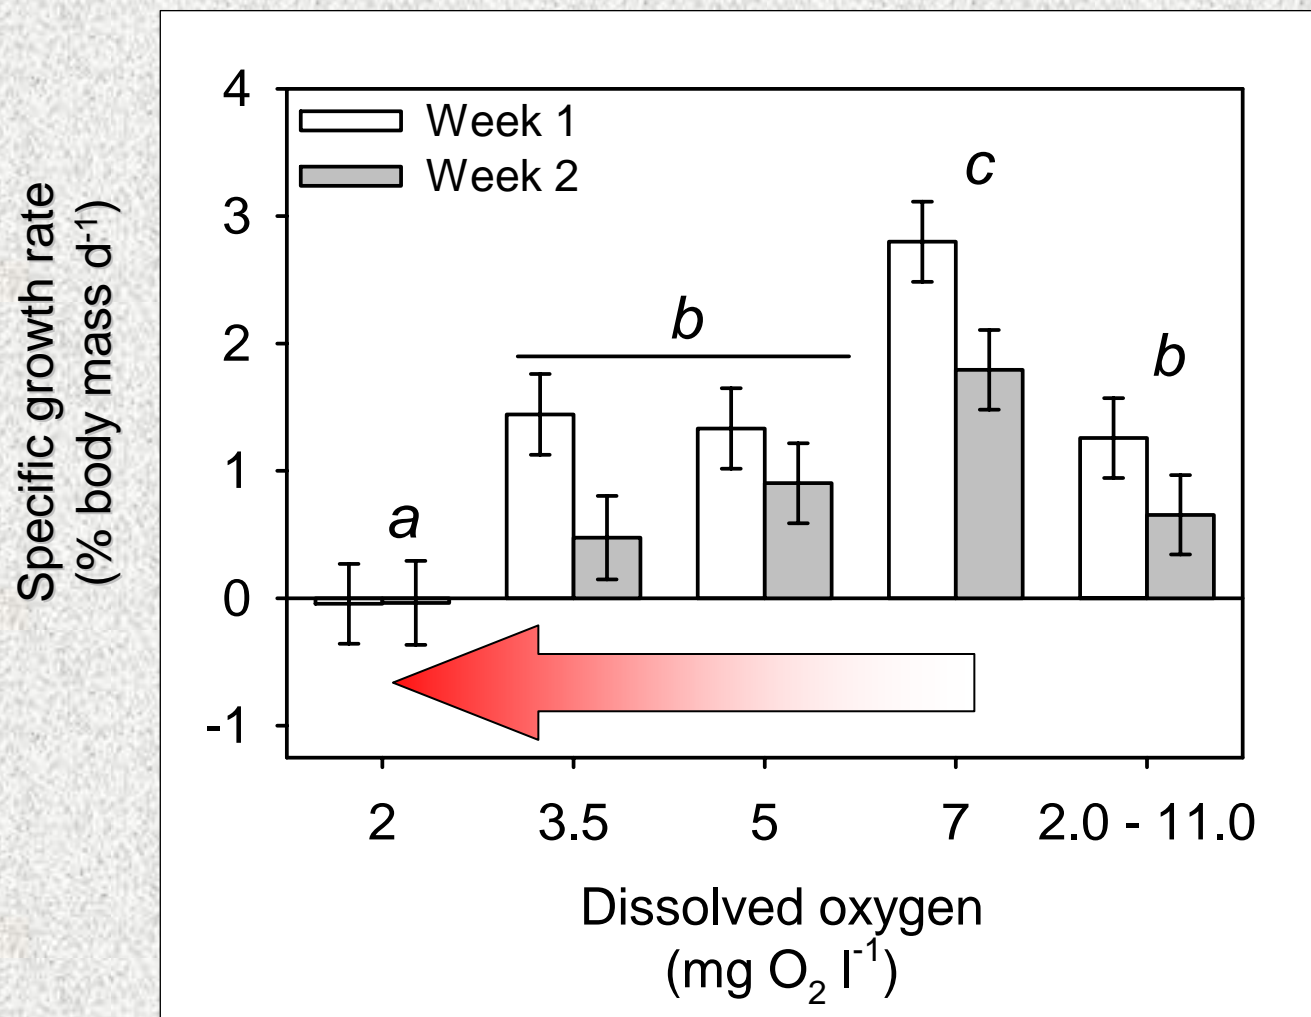 Specific growth rate
(% body mass d-1)
4
3
2
1
0
-1
Week 1
Week 2
a
b
c
b
2 3.5 5 7 2.0 - 11.0
Dissolved oxygen
(mg O2 l-1)